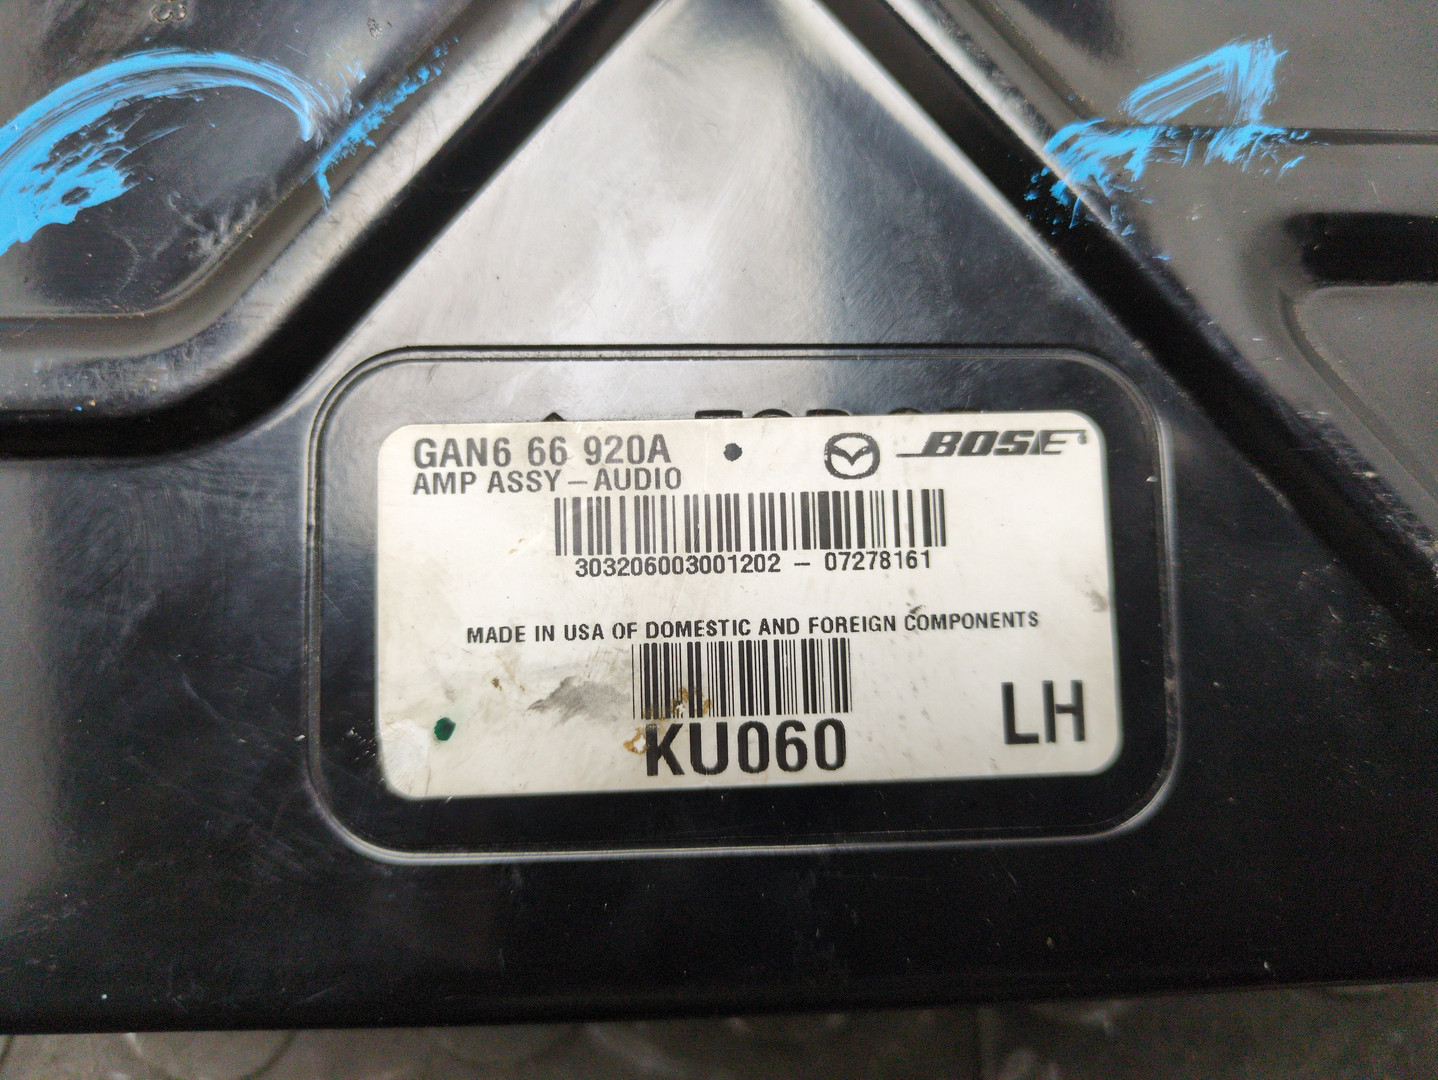 GAN6 66 920A
BOSE
AMP ASSY – AUDIO
303206003001202 – 07278161
MADE IN USA OF DOMESTIC AND FOREIGN COMPONENTS
KU060
LH